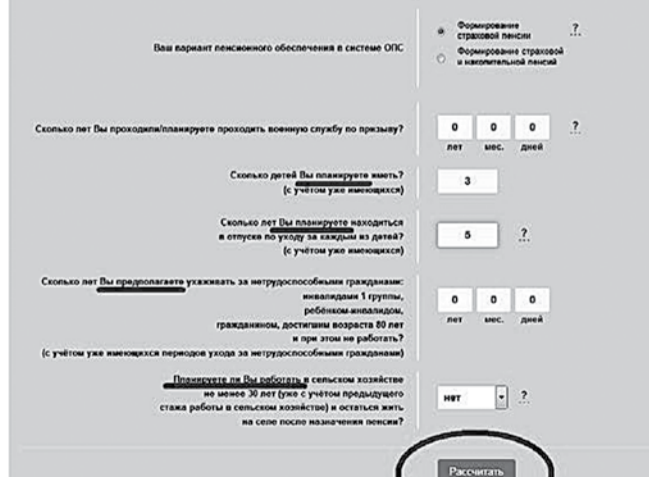 Ваш вариант пенсионного обеспечения в системе ОПС
Формирование
страховой пенсии
?
Формирование страховой
и накопительной пенсий
Сколько лет Вы проходили/планируете проходить военную службу по призыву?
0 0 0 ?
лет мес. дней
Сколько детей Вы планируете иметь?
(с учётом уже имеющихся)
3
Сколько лет Вы планируете находиться
в отпуске по уходу за каждым из детей?
(с учётом уже имеющихся)
5 ?
Сколько лет Вы предполагаете ухаживать за нетрудоспособными гражданами:
инвалидами 1 группы,
ребёнком-инвалидом,
гражданином, достигшим возраста 80 лет
и при этом не работать?
(с учётом уже имеющихся периодов ухода за нетрудоспособными гражданами)
0 0 0
лет мес. дней
Планируете ли Вы работать в сельском хозяйстве
не менее 30 лет (уже с учётом предыдущего
стажа работы в сельском хозяйстве) и остаться жить
на селе после назначения пенсии?
нет ?
Рассчитать